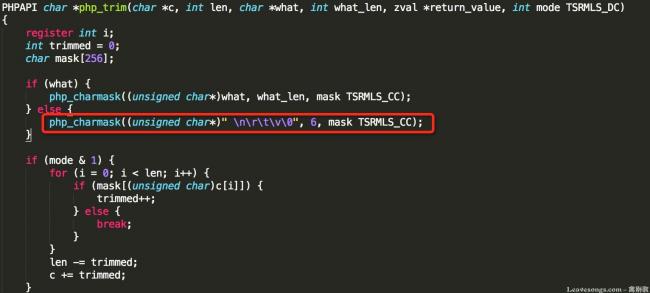 PHPAPI char *php_trim(char *c, int len, char *what, int what_len, zval *return_value, int mode TSRMLS_DC)
{
register int i;
int trimmed = 0;
char mask[256];
if (what) {
php_charmask((unsigned char*)what, what_len, mask TSRMLS_CC);
} else {
php_charmask((unsigned char*)" \n\r\t\v\0", 6, mask TSRMLS_CC);
}
if (mode & 1) {
for (i = 0; i < len; i++) {
if (mask[(unsigned char)c[i]]) {
trimmed++;
} else {
break;
}
}
len -= trimmed;
c += trimmed;
}
Leavesongs.com -